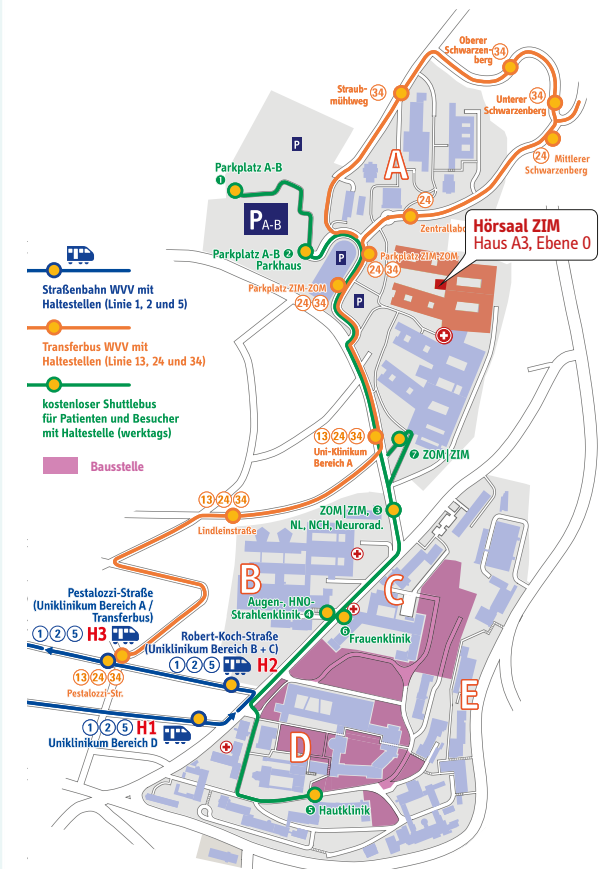 Oberer
Schwarzen-
berg
34
Straub-
mühlweg
34
Unterer
Schwarzenberg
34
24
Mittlerer
Schwarzenberg
P
A
Parkplatz A-B
1
24
P A-B
Hörsaal ZIM
Haus A3, Ebene 0
Parkplatz A-B 2
Parkhaus
P
Parkplatz ZIM-ZOM
24 34
Parkplatz-ZIM-ZOM
24 34
P
Straßenbahn WVV mit
Haltestellen (Linie 1, 2 und 5)
Transferbus WVV mit
Haltestellen (Linie 13, 24 und 34)
kostenloser Shuttlebus
für Patienten und Besucher
mit Haltestelle (werktags)
Baustelle
13 24 34
Uni-Klinikum
Bereich A
7 ZOM|ZIM
13 24 34
Lindleinstraße
ZOM|ZIM, 3
NL, NCH, Neurorad.
B
C
Augen-, HNO-
Strahlenklinik 4
6
Frauenklinik
Pestalozzi-Straße
(Uniklinikum Bereich A /
Transferbus)
1 2 5 H3
13 24 34
Pestalozzi-Str.
Robert-Koch-Straße
(Uniklinikum Bereich B + C)
1 2 5 H2
E
1 2 5 H1
Uniklinikum Bereich D
D
5 Hautklinik